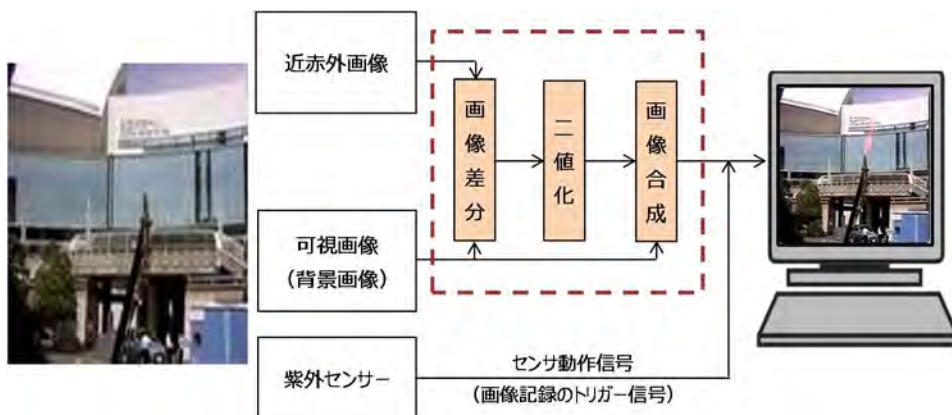 近赤外画像
画像差分
二値化
画像合成
可視画像
(背景画像)
紫外センサー
センサ動作信号
(画像記録のトリガー信号)